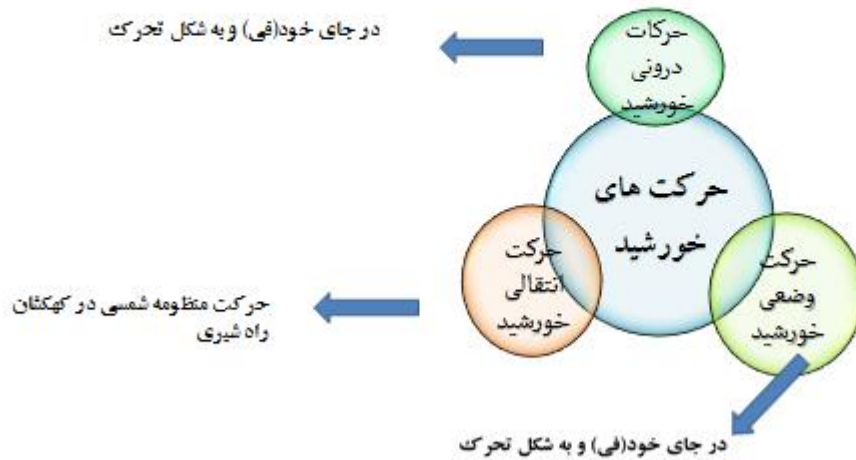 حرکات
درونی
خورشید
در جای خود(فی) و به شکل تحرک
حرکت های
خورشید
حرکت
وضعی
خورشید
حرکت
انتقالی
خورشید
حرکت منظومه شمسی در کهکشان
راه شیری
در جای خود(فی) و به شکل تحرک